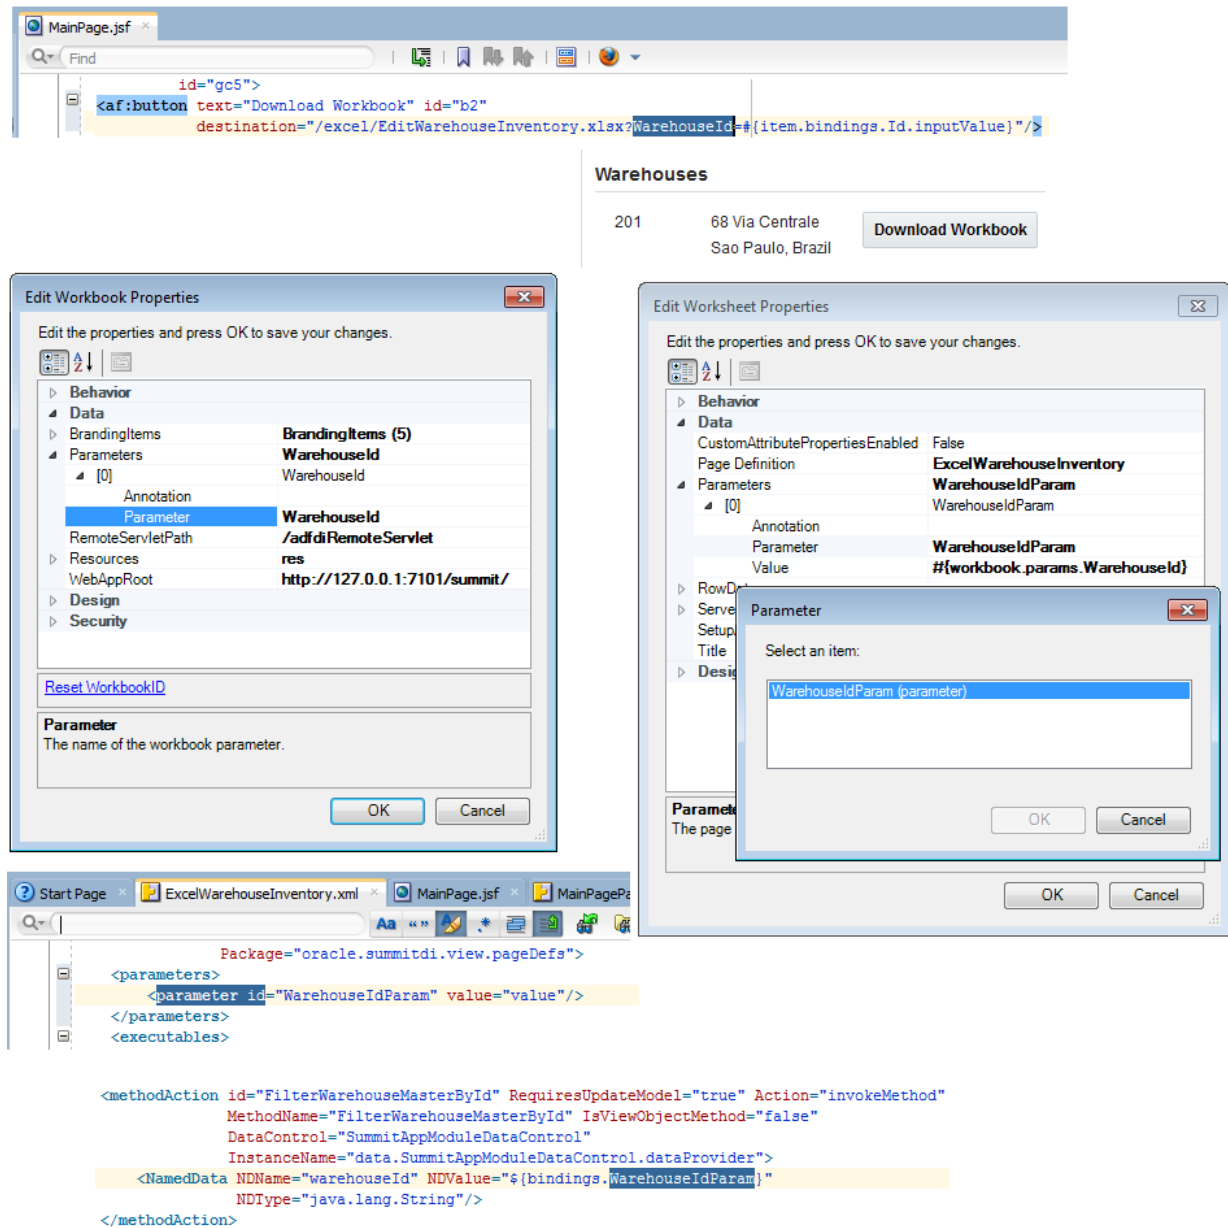 MainPage.jsf
Find
id="gc5">
<af:button text="Download Workbook" id="b2"
destination="/excel/EditWarehouseInventory.xlsx?WarehouseId=#{item.bindings.Id.inputValue}"/>
Warehouses
201 68 Via Centrale
Sao Paulo, Brazil
Download Workbook
Edit Workbook Properties
Edit the properties and press OK to save your changes.
Behavior
Data
BrandingItems BrandingItems (5)
Parameters WarehouseId
[0] WarehouseId
Annotation
Parameter WarehouseId
RemoteServletPath /adfdiRemoteServlet
Resources res
WebAppRoot http://127.0.0.1:7101/summit/
Design
Security
Reset WorkbookID
Parameter
The name of the workbook parameter.
OK Cancel
Edit Worksheet Properties
Edit the properties and press OK to save your changes.
Behavior
Data
CustomAttributePropertiesEnabled False
Page Definition ExcelWarehouseInventory
Parameters WarehouseIdParam
[0] WarehouseIdParam
Annotation
Parameter WarehouseIdParam
Value #{workbook.params.WarehouseId}
RowD
Serve
Setup
Title
Desig
Paramete
The page
OK Cancel
Parameter
Select an item:
WarehouseIdParam (parameter)
OK Cancel
Start Page ExcelWarehouseInventory.xml MainPage.jsf MainPagePa
Aa “ ” .*
Package="oracle.summitdi.view.pageDefs">
<parameters>
<parameter id="WarehouseIdParam" value="value"/>
</parameters>
<executables>
<methodAction id="FilterWarehouseMasterById" RequiresUpdateModel="true" Action="invokeMethod"
MethodName="FilterWarehouseMasterById" IsViewObjectMethod="false"
DataControl="SummitAppModuleDataControl"
InstanceName="data.SummitAppModuleDataControl.dataProvider">
<NamedData NDName="warehouseId" NDValue="${bindings.WarehouseIdParam}"
NDType="java.lang.String"/>
</methodAction>